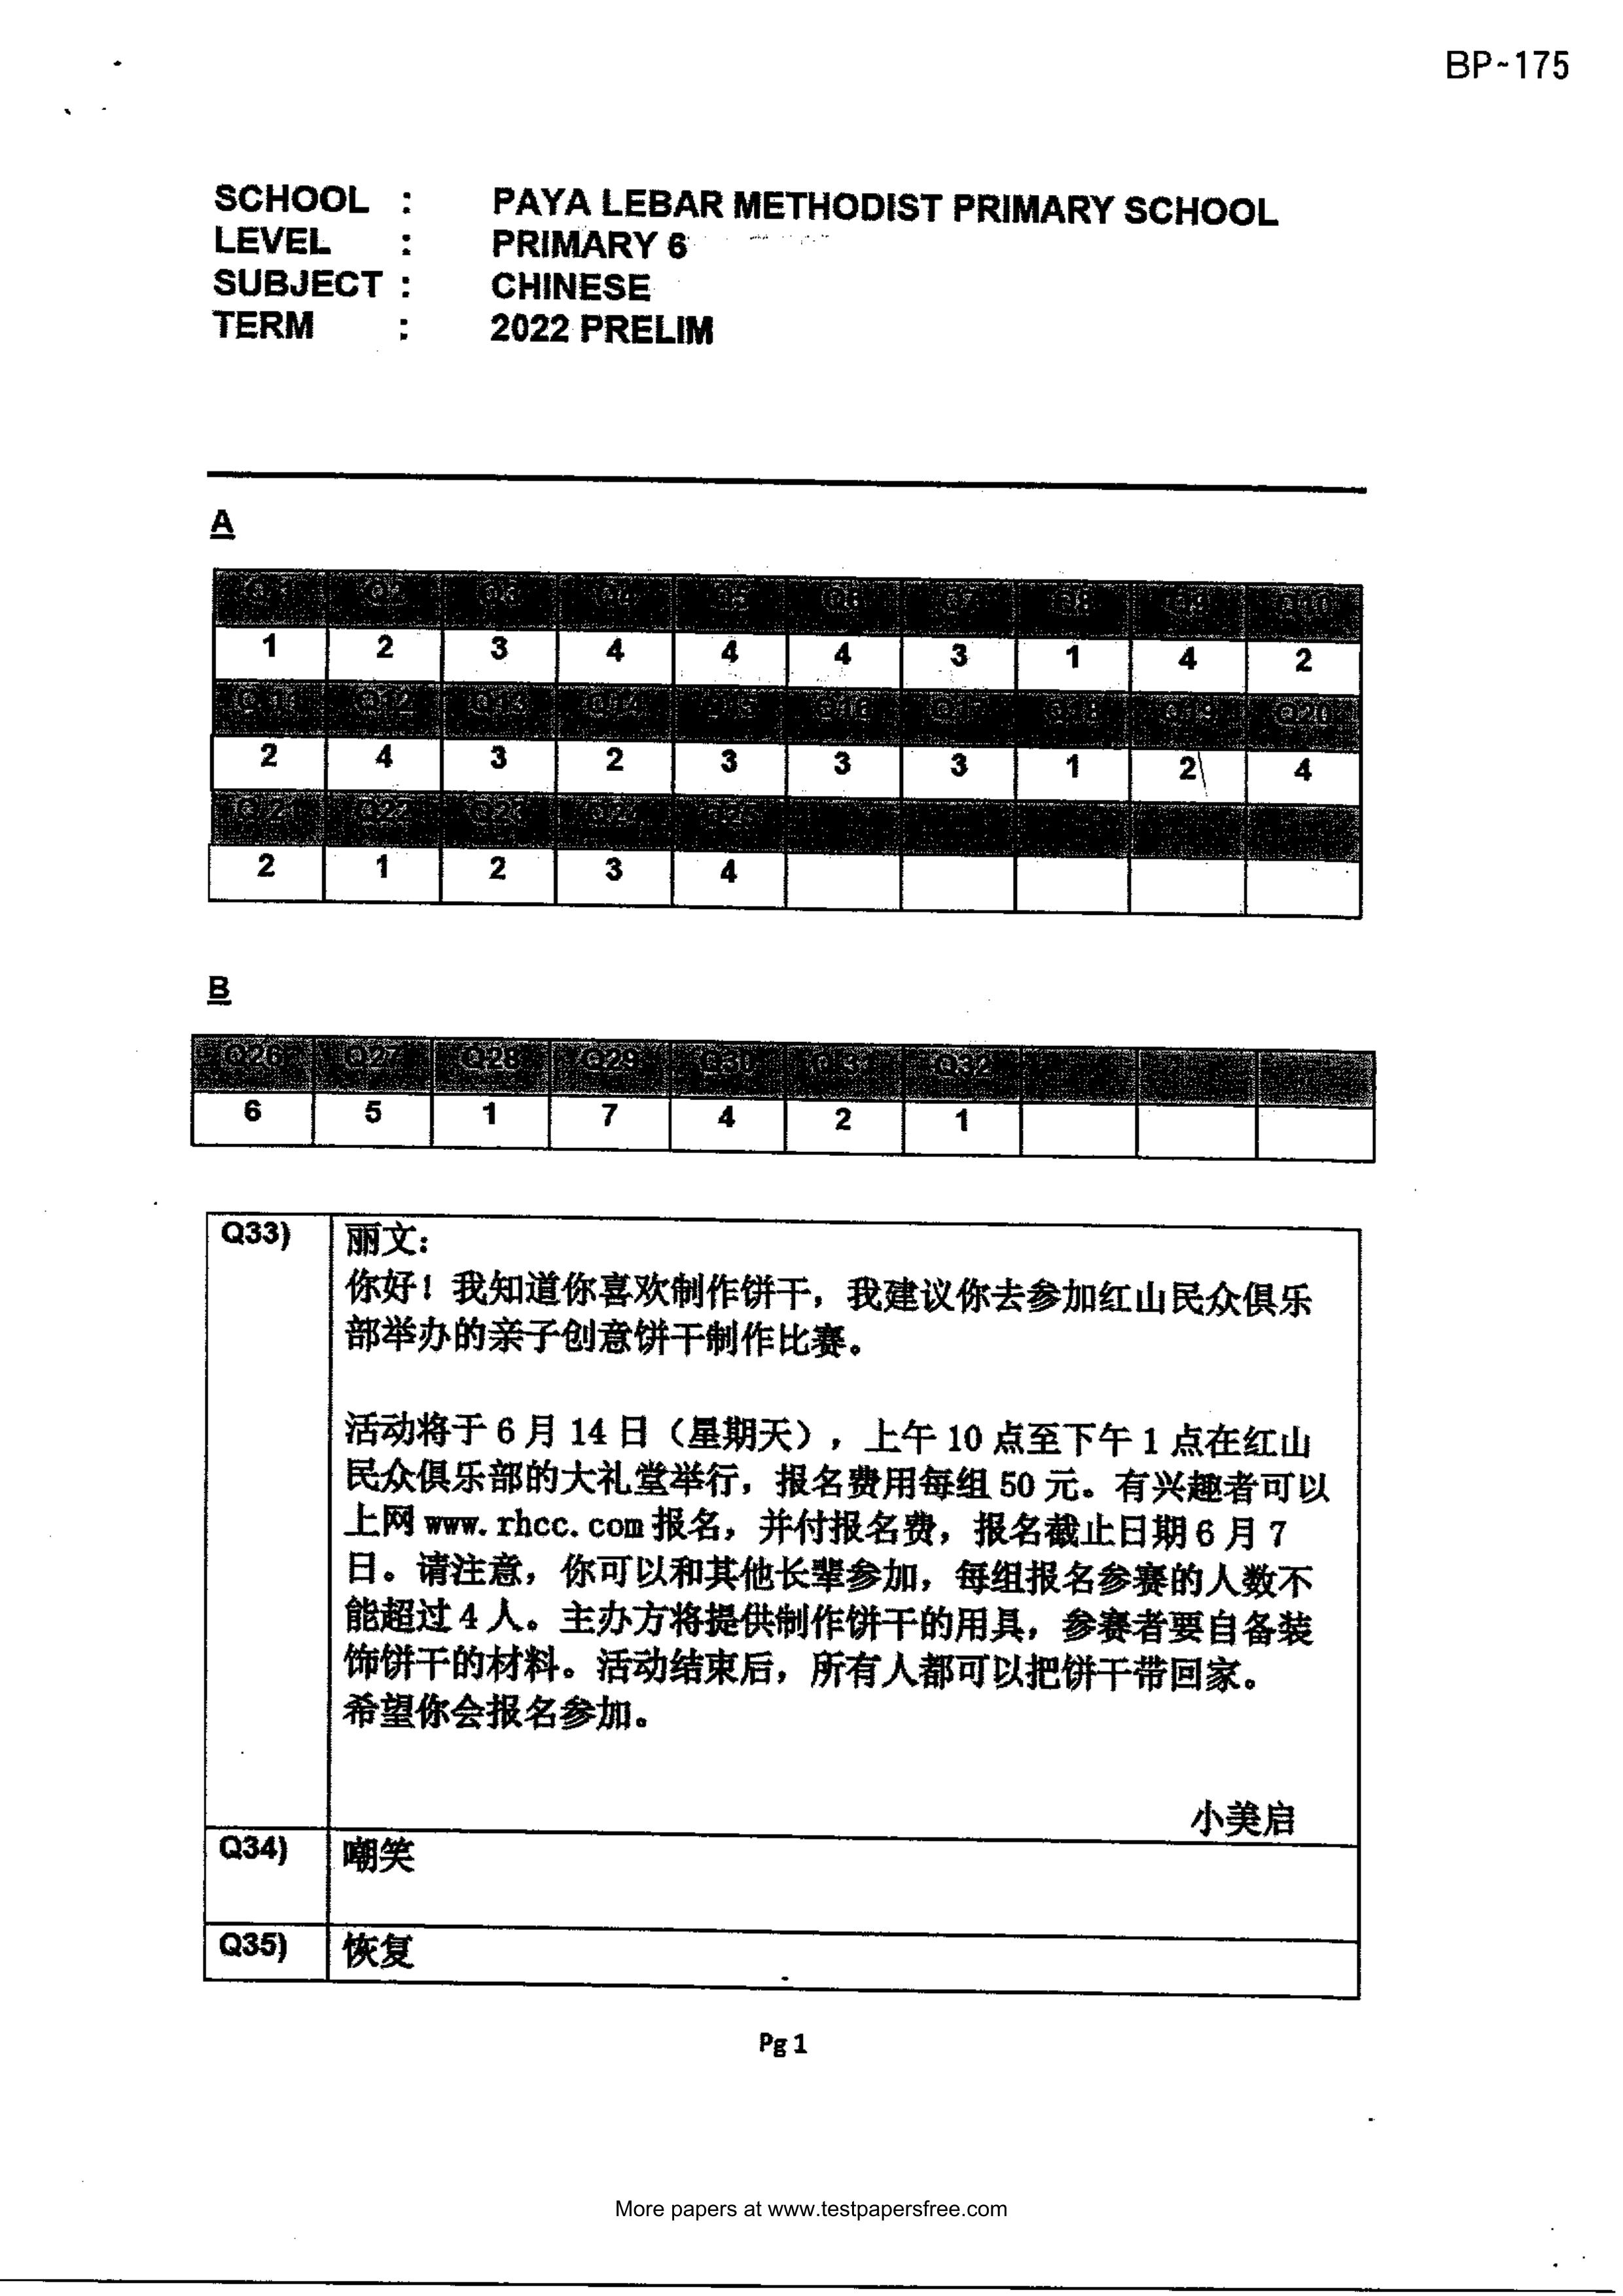 BP~175
SCHOOL : PAYA LEBAR METHODIST PRIMARY SCHOOL
LEVEL : PRIMARY 6
SUBJECT : CHINESE
TERM : 2022 PRELIM
A
Q1 Q2 Q3 Q4 Q5 Q6 Q7 Q8 Q9 Q10
1 2 3 4 4 4 3 1 4 2
Q11 Q12 Q13 Q14 Q15 Q16 Q17 Q18 Q19 Q20
2 4 3 2 3 3 3 1 2 4
Q21 Q22 Q23 Q24 Q25
2 1 2 3 4
B
Q26 Q27 Q28 Q29 Q30 Q31 Q32
6 5 1 7 4 2 1
Q33) 丽文：
你好！我知道你喜欢制作饼干，我建议你去参加红山民众俱乐
部举办的亲子创意饼干制作比赛。
活动将于 6 月 14 日（星期天），上午 10 点至下午 1 点在红山
民众俱乐部的大礼堂举行，报名费用每组 50 元。有兴趣者可以
上网 www.rhcc.com 报名，并付报名费，报名截止日期 6 月 7
日。请注意，你可以和其他长辈参加，每组报名参赛的人数不
能超过 4 人。主办方将提供制作饼干的用具，参赛者要自备装
饰饼干的材料。活动结束后，所有人都可以把饼干带回家。
希望你会报名参加。
小美启
Q34) 嘲笑
Q35) 恢复
Pg 1
More papers at www.testpapersfree.com